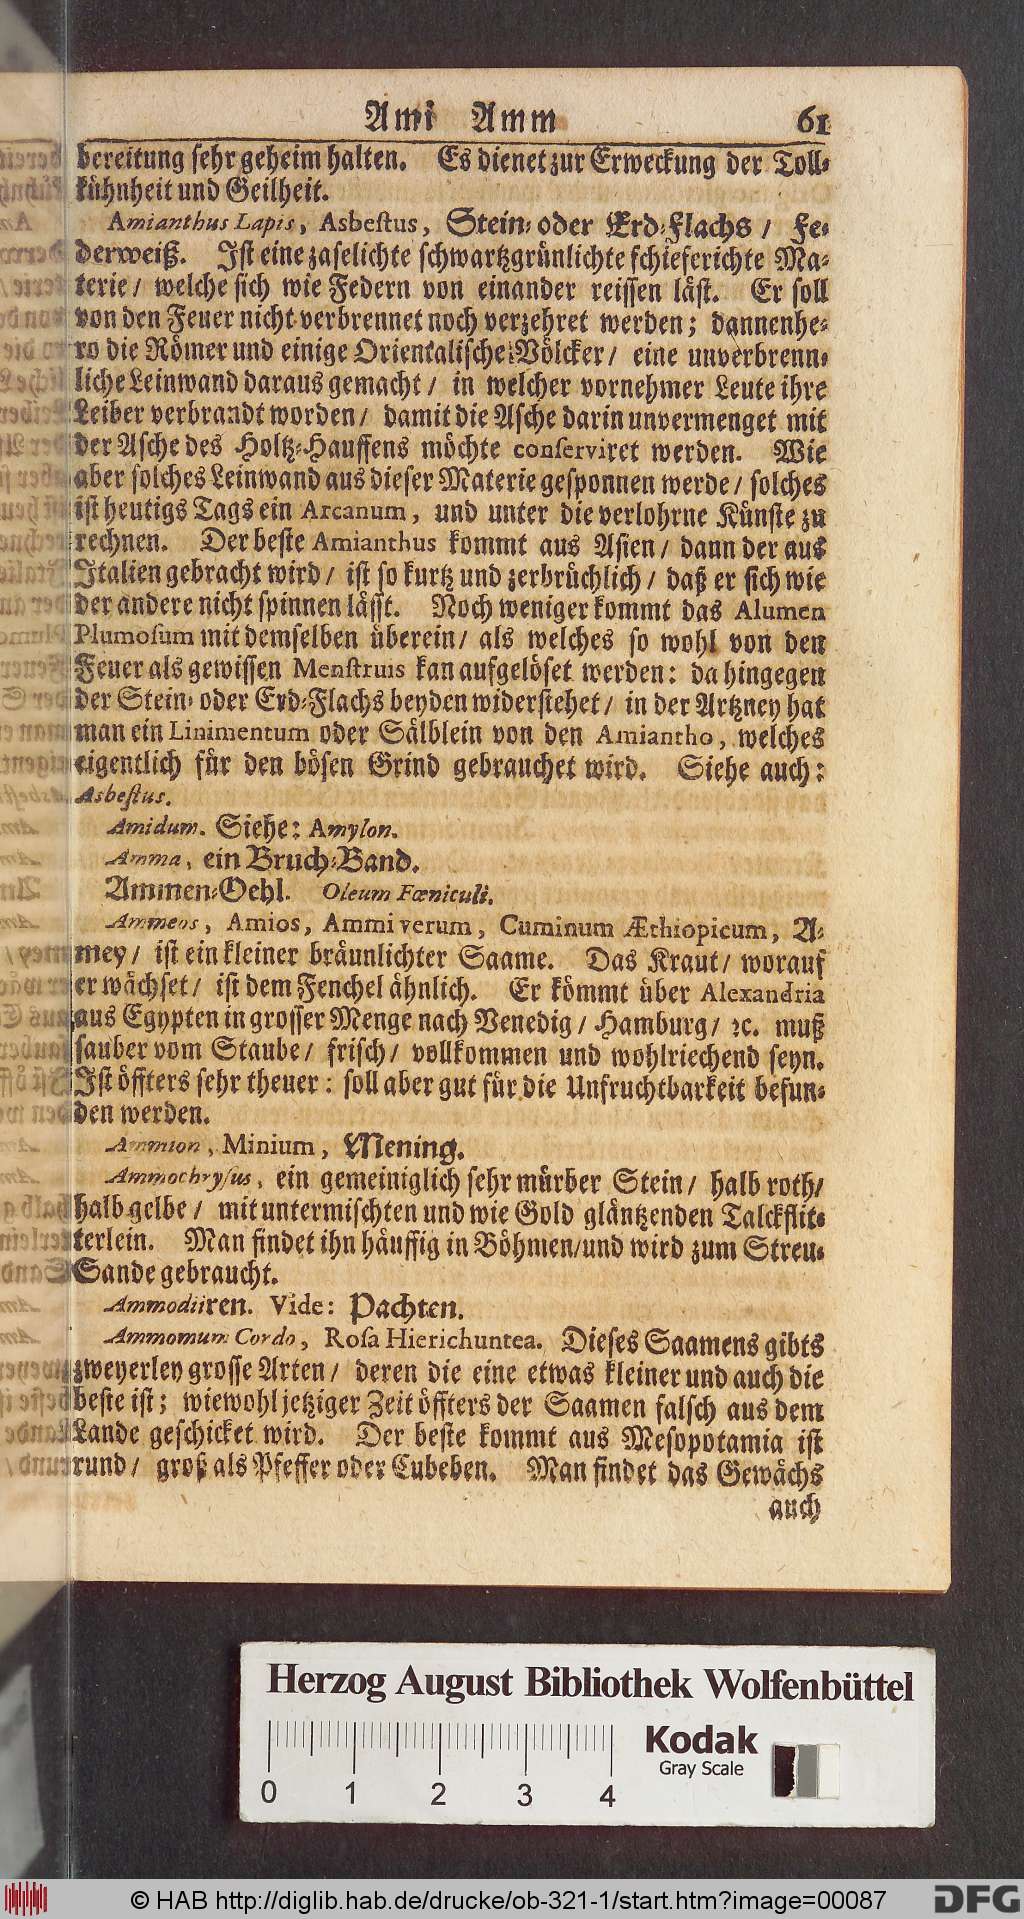 Ami Amm 61
bereitung sehr geheim halten. Es dienet zur Erweckung der Toll-
kühnheit und Geilheit.
Amianthus Lapis, Asbestus, Stein- oder Erd-Flachs / Fe-
derweiß. Ist eine zaselichte schwartzgrünlichte schieferichte Ma-
terie / welche sich wie Federn von einander reissen läst. Er soll
von den Feuer nicht verbrennet noch verzehret werden; dannenhe-
ro die Römer und einige Orientalische Völcker / eine unverbrenn-
liche Leinwand daraus gemacht / in welcher vornehmer Leute ihre
Leiber verbrandt worden / damit die Asche darin unvermenget mit
der Asche des Holtz-Hauffens möchte conserviret werden. Wie
aber solches Leinwand aus dieser Materie gesponnen werde / solches
ist heutigs Tags ein Arcanum, und unter die verlohrne Künste zu
rechnen. Der beste Amianthus kommt aus Asien / dann der aus
Italien gebracht wird / ist so kurtz und zerbrüchlich / daß er sich wie
der andere nicht spinnen lässt. Noch weniger kommt das Alumen
Plumosum mit demselben überein / als welches so wohl von den
Feuer als gewissen Menstruis kan aufgelöset werden: da hingegen
der Stein- oder Erd-Flachs beyden widerstehet / in der Artzney hat
man ein Linimentum oder Sälblein von den Amiantho, welches
eigentlich für den bösen Grind gebrauchet wird. Siehe auch:
Asbestus.
Amidum. Siehe: Amylon.
Amma, ein Bruch-Band.
Ammen-Oehl. Oleum Fœniculi.
Ammeos, Amios, Ammi verum, Cuminum Æthiopicum, A-
mey / ist ein kleiner bräunlichter Saame. Das Kraut / worauf
er wächset / ist dem Fenchel ähnlich. Er kömmt über Alexandria
aus Egypten in grosser Menge nach Venedig / Hamburg / ꝛc. muß
sauber vom Staube / frisch / vollkommen und wohlriechend seyn.
Ist öffters sehr theuer: soll aber gut für die Unfruchtbarkeit befun-
den werden.
Ammion, Minium, Mening.
Ammochrysus, ein gemeiniglich sehr mürber Stein / halb roth /
halb gelbe / mit untermischten und wie Gold gläntzenden Talckflit-
terlein. Man findet ihn häuffig in Böhmen / und wird zum Streu-
Sande gebraucht.
Ammodiiren. Vide: Pachten.
Ammomum Cordo, Rosa Hierichuntea. Dieses Saamens gibts
zweyerley grosse Arten / deren die eine etwas kleiner und auch die
beste ist; wiewohl jetziger Zeit öffters der Saamen falsch aus dem
Lande geschicket wird. Der beste kommt aus Mesopotamia ist
rund / groß als Pfeffer oder Cubeben. Man findet das Gewächs
auch
Herzog August Bibliothek Wolfenbüttel
Kodak
Gray Scale
0 1 2 3 4
© HAB http://diglib.hab.de/drucke/ob-321-1/start.htm?image=00087
DFG